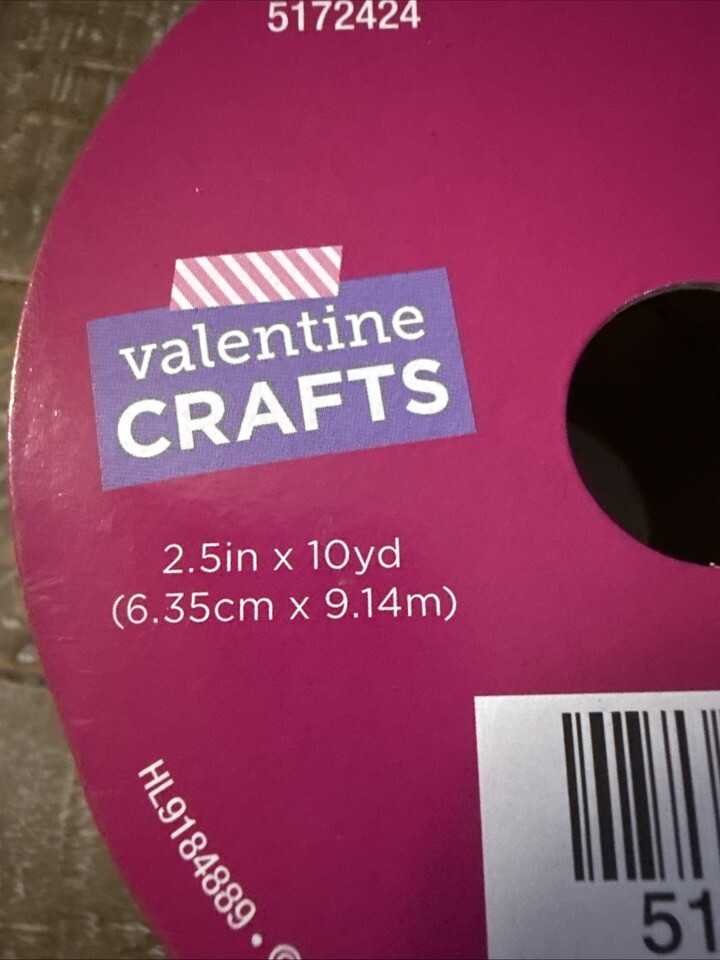 5172424
valentine
CRAFTS
2.5in x 10yd
(6.35cm x 9.14m)
HL9184889 •
51